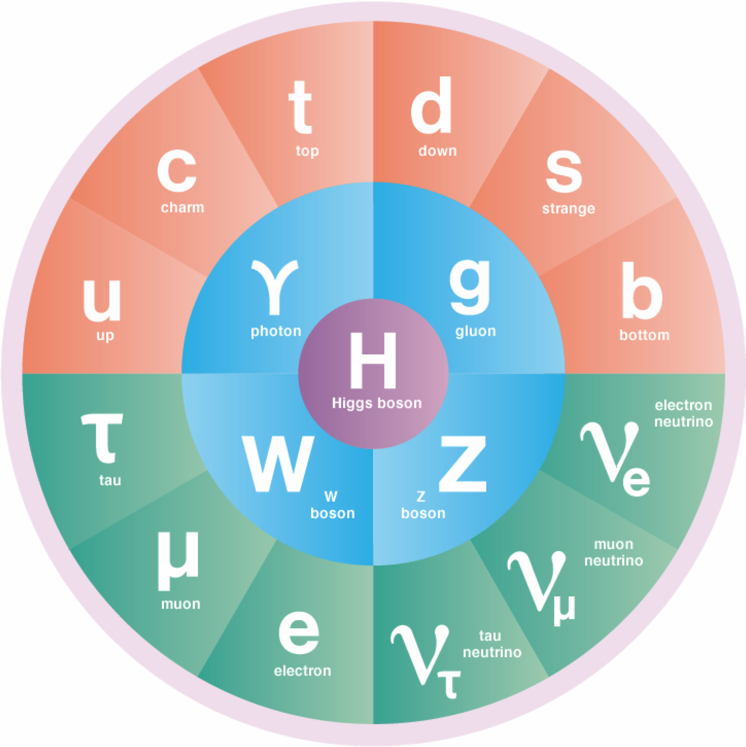 t
top
d
down
c
charm
s
strange
u
up
γ
photon
g
gluon
b
bottom
H
Higgs boson
τ
tau
W
W
boson
Z
Z
boson
νe
electron
neutrino
μ
muon
νμ
muon
neutrino
e
electron
ντ
tau
neutrino